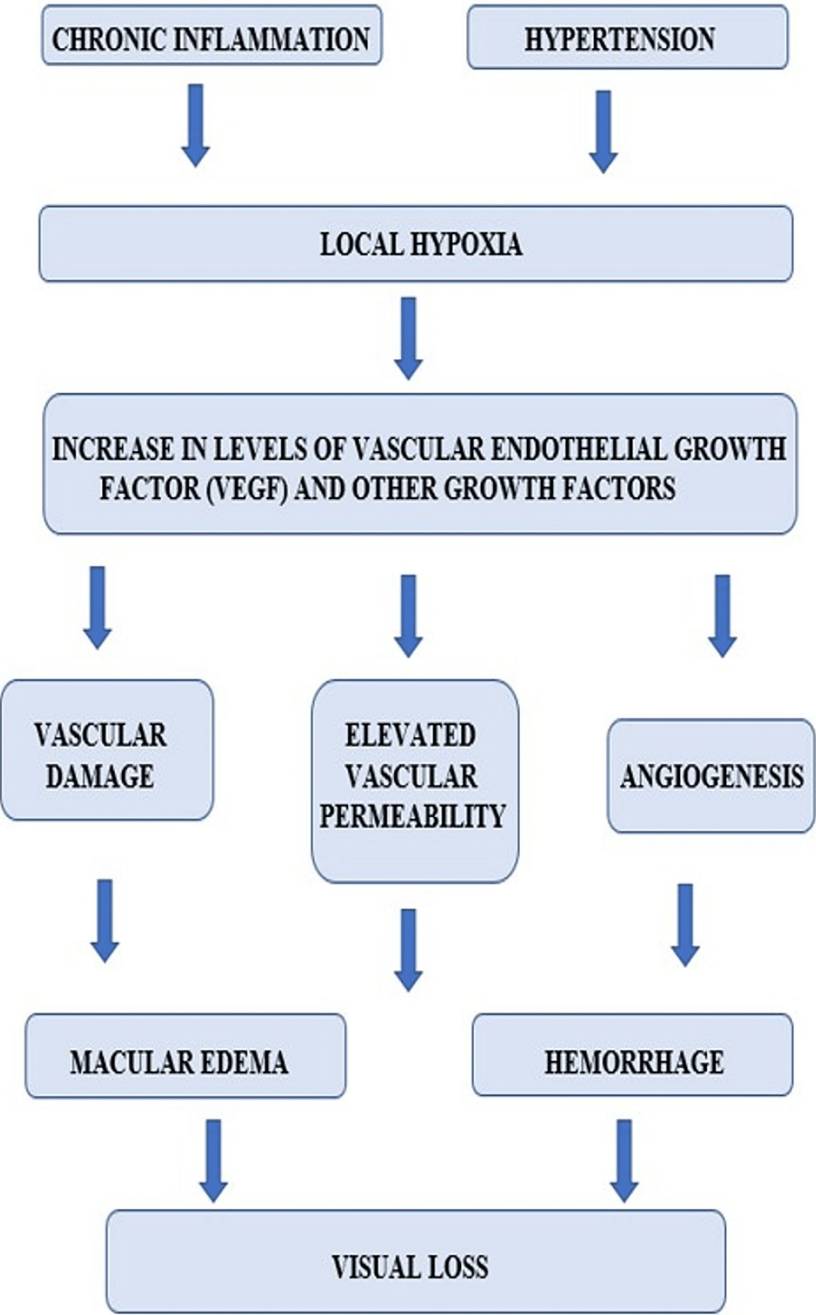 CHRONIC INFLAMMATION
HYPERTENSION
LOCAL HYPOXIA
INCREASE IN LEVELS OF VASCULAR ENDOTHELIAL GROWTH
FACTOR (VEGF) AND OTHER GROWTH FACTORS
VASCULAR
DAMAGE
ELEVATED
VASCULAR
PERMEABILITY
ANGIOGENESIS
MACULAR EDEMA
HEMORRHAGE
VISUAL LOSS